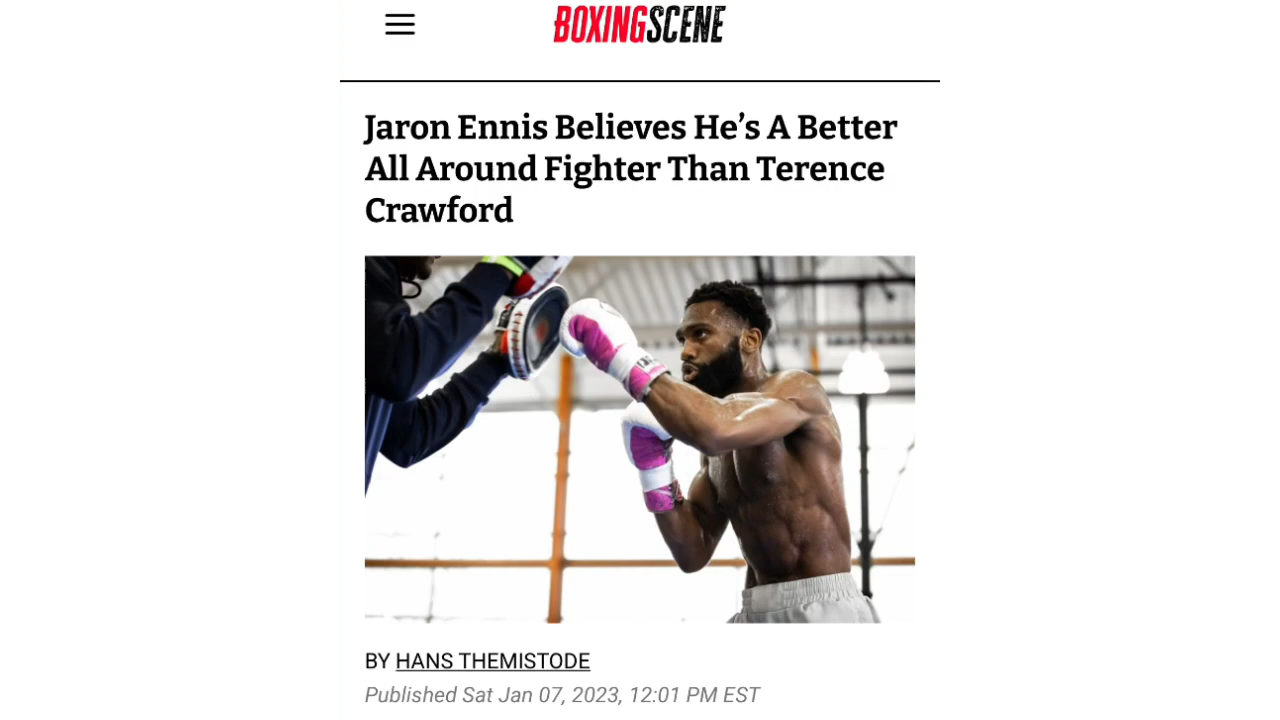 BOXINGSCENE
Jaron Ennis Believes He’s A Better
All Around Fighter Than Terence
Crawford
BY HANS THEMISTODE
Published Sat Jan 07, 2023, 12:01 PM EST